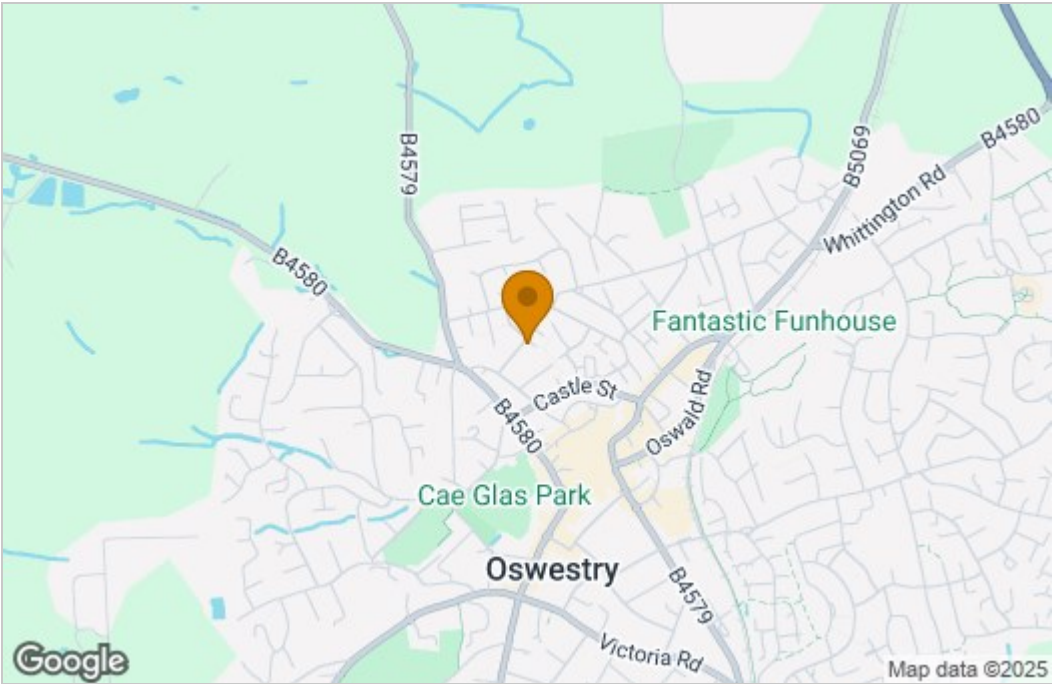 B4579
B5069
B4580
Whittington Rd
B4580
Fantastic Funhouse
Castle St
Oswald Rd
B4580
Cae Glas Park
Oswestry
B4579
Victoria Rd
Google
Map data ©2025